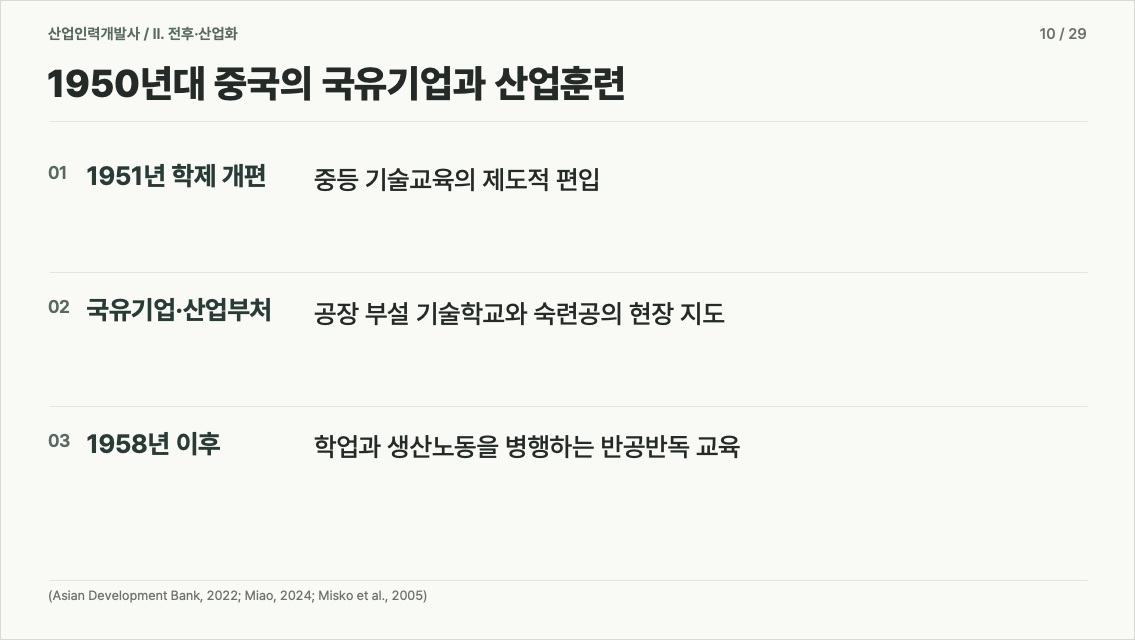 산업인력개발사 / II. 전후·산업화
10 / 29
1950년대 중국의 국유기업과 산업훈련
01 1951년 학제 개편 중등 기술교육의 제도적 편입
02 국유기업·산업부처 공장 부설 기술학교와 숙련공의 현장 지도
03 1958년 이후 학업과 생산노동을 병행하는 반공반독 교육
(Asian Development Bank, 2022; Miao, 2024; Misko et al., 2005)